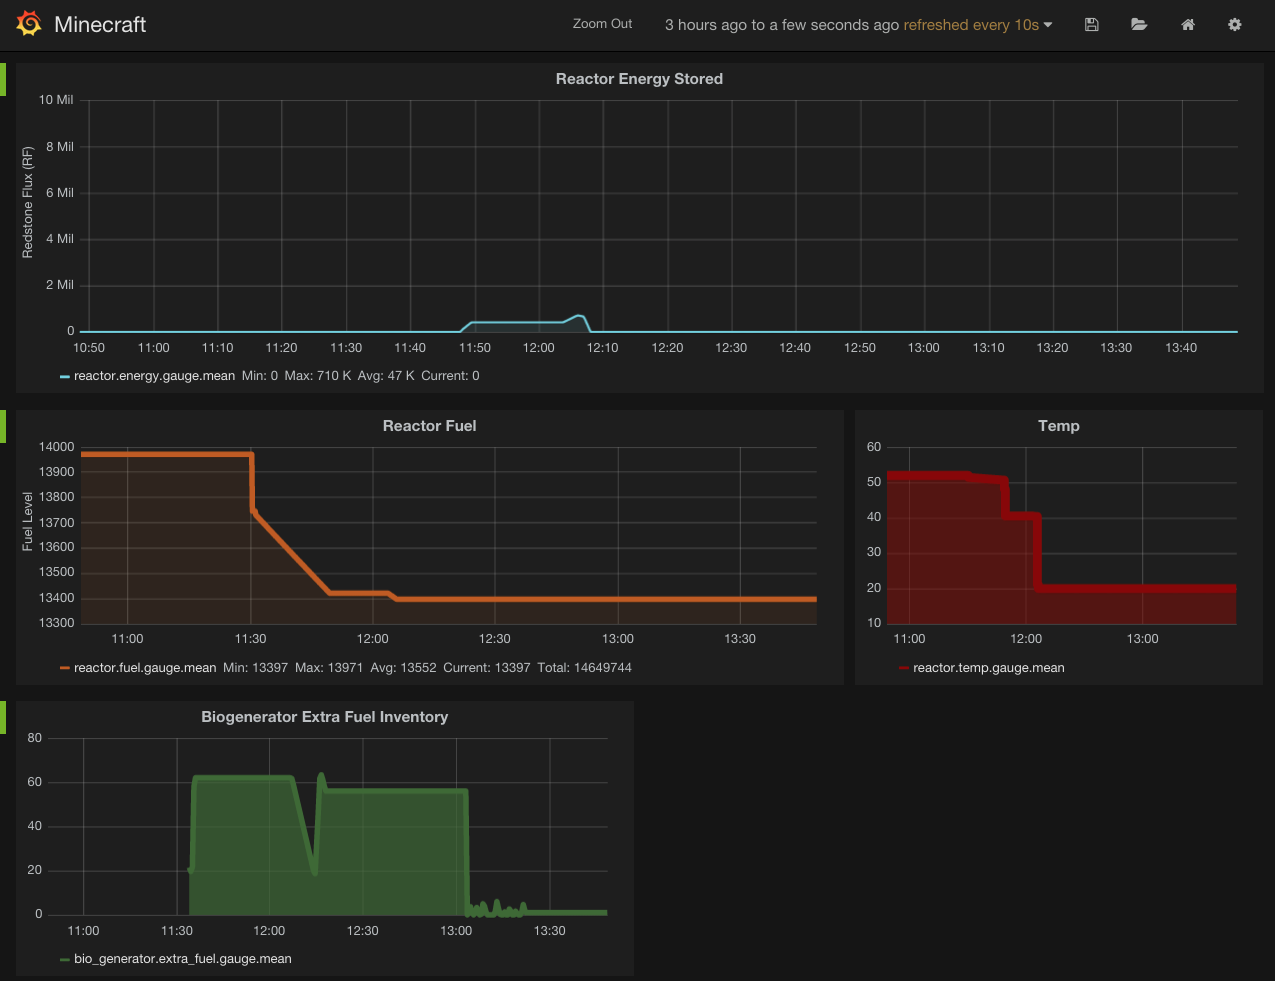 Minecraft
Zoom Out
3 hours ago to a few seconds ago refreshed every 10s
Reactor Energy Stored
Redstone Flux (RF)
10 Mil
8 Mil
6 Mil
4 Mil
2 Mil
0
10:50 11:00 11:10 11:20 11:30 11:40 11:50 12:00 12:10 12:20 12:30 12:40 12:50 13:00 13:10 13:20 13:30 13:40
reactor.energy.gauge.mean Min: 0 Max: 710 K Avg: 47 K Current: 0
Reactor Fuel
Fuel Level
14000
13900
13800
13700
13600
13500
13400
13300
11:00 11:30 12:00 12:30 13:00 13:30
reactor.fuel.gauge.mean Min: 13397 Max: 13971 Avg: 13552 Current: 13397 Total: 14649744
Temp
60
50
40
30
20
10
11:00 12:00 13:00
reactor.temp.gauge.mean
Biogenerator Extra Fuel Inventory
80
60
40
20
0
11:00 11:30 12:00 12:30 13:00 13:30
bio_generator.extra_fuel.gauge.mean